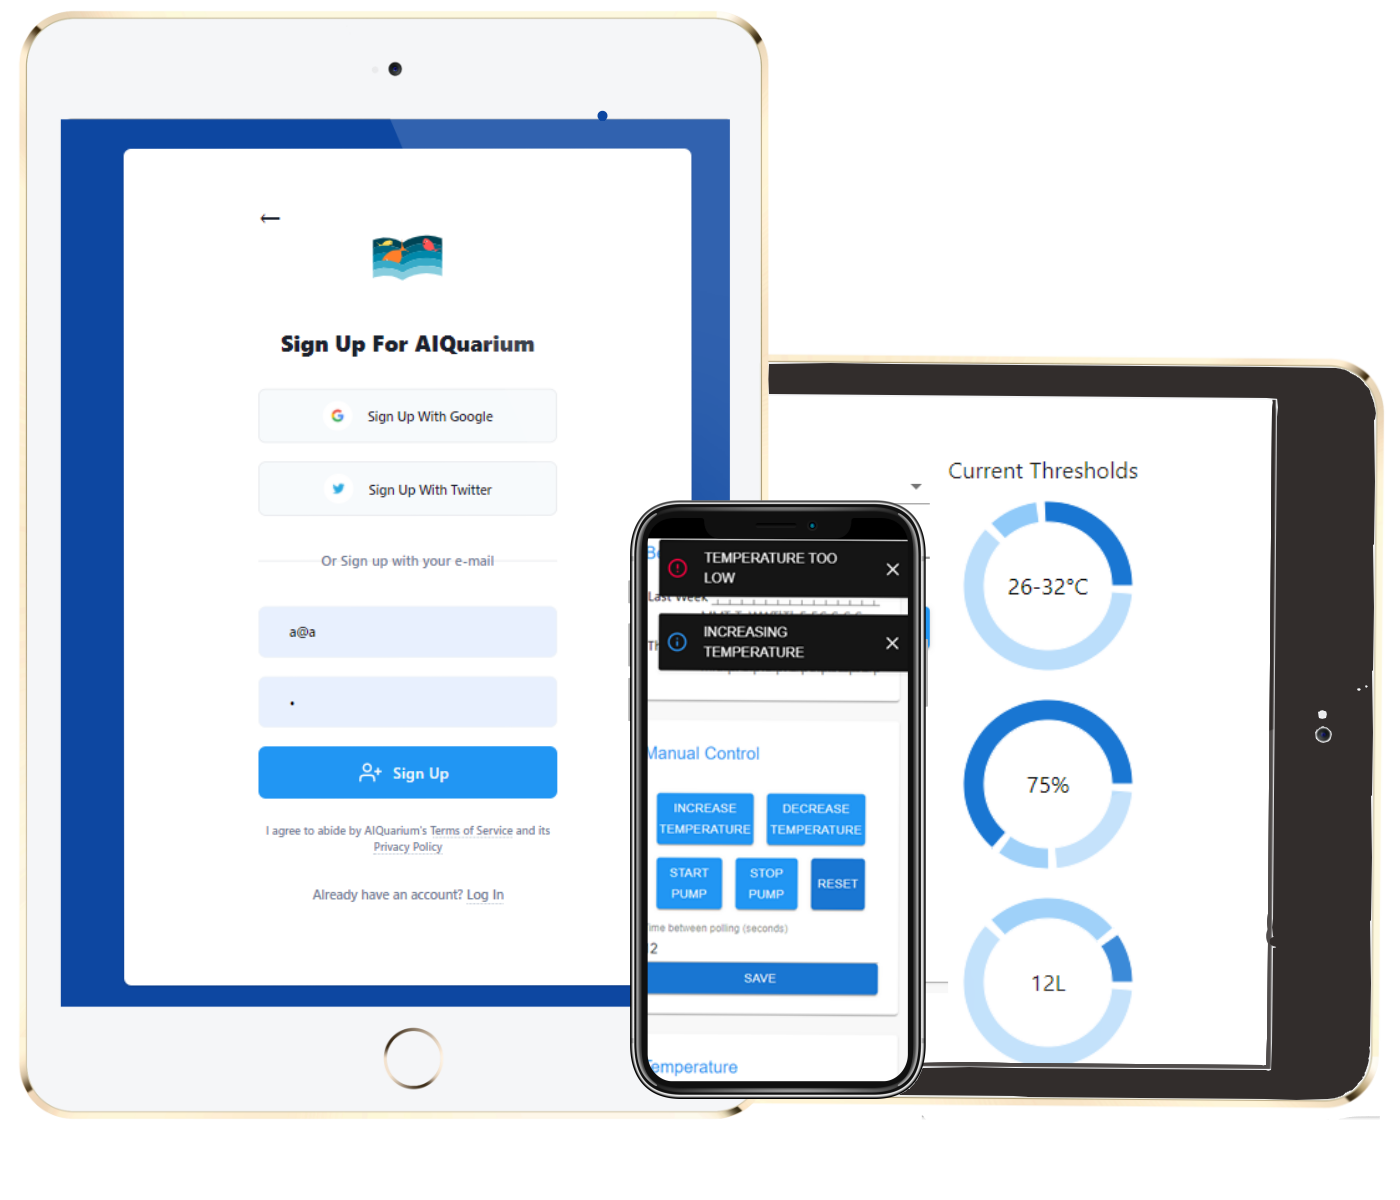 Sign Up For AIQuarium
Sign Up With Google
Sign Up With Twitter
Or Sign up with your e-mail
a@a
•
Sign Up
I agree to abide by AIQuarium's Terms of Service and its
Privacy Policy
Already have an account? Log In
TEMPERATURE TOO
LOW
Last Week
INCREASING
TEMPERATURE
Manual Control
INCREASE
TEMPERATURE
DECREASE
TEMPERATURE
START
PUMP
STOP
PUMP
RESET
ime between polling (seconds)
12
SAVE
Temperature
Current Thresholds
26-32°C
75%
12L